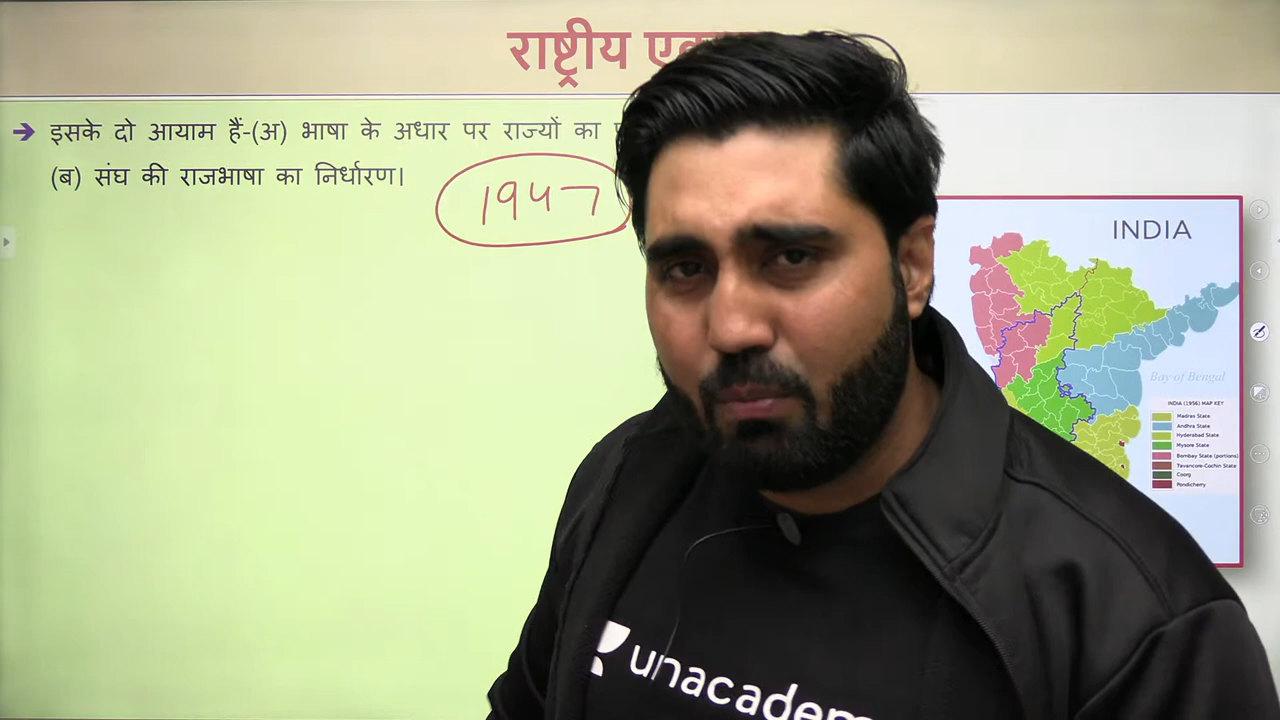 राष्ट्रीय
→ इसके दो आयाम हैं-(अ) भाषा के अधार पर राज्यों का
(ब) संघ की राजभाषा का निर्धारण।
1947
INDIA
Bay of Bengal
INDIA (1956) MAP KEY
Madras State
Andhra State
Hyderabad State
Mysore State
Bombay State (portions)
Tavancore-Cochin State
Coorg
Pondicherry
unacadem